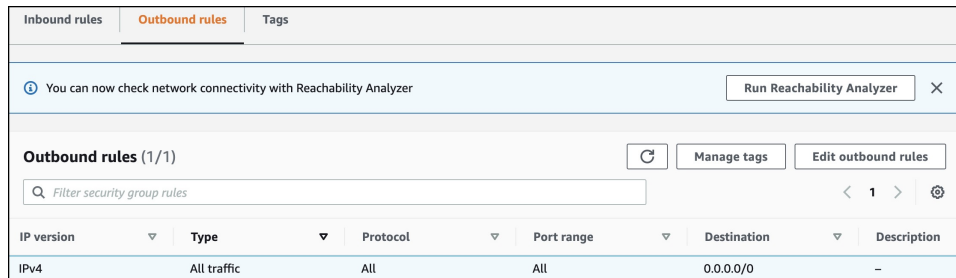 Inbound rules Outbound rules Tags
You can now check network connectivity with Reachability Analyzer Run Reachability Analyzer
Outbound rules (1/1) Manage tags Edit outbound rules
Filter security group rules 1
IP version Type Protocol Port range Destination Description
IPv4 All traffic All All 0.0.0.0/0 –